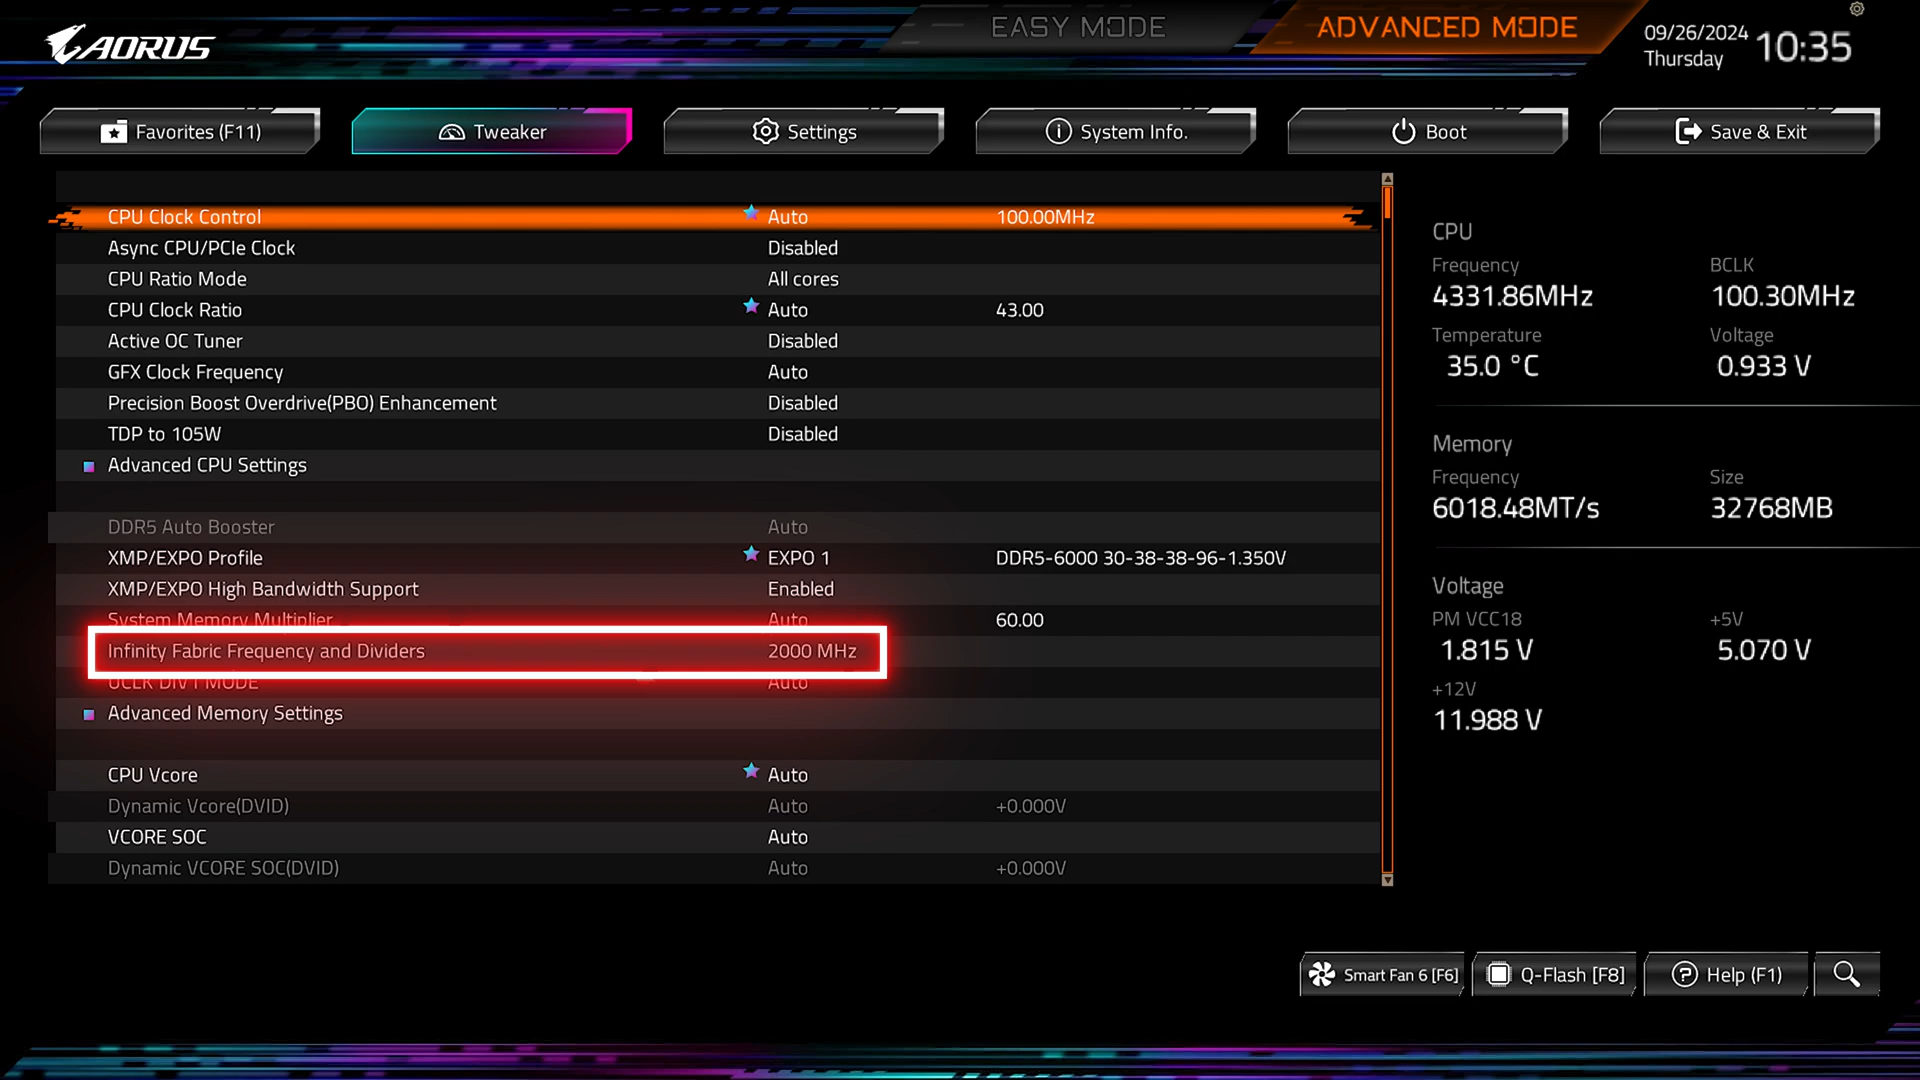 AORUS
EASY MODE
ADVANCED MODE
09/26/2024
Thursday
10:35
Favorites (F11)
Tweaker
Settings
System Info.
Boot
Save & Exit
CPU Clock Control Auto 100.00MHz
Async CPU/PCIe Clock Disabled
CPU Ratio Mode All cores
CPU Clock Ratio Auto 43.00
Active OC Tuner Disabled
GFX Clock Frequency Auto
Precision Boost Overdrive(PBO) Enhancement Disabled
TDP to 105W Disabled
Advanced CPU Settings
DDR5 Auto Booster Auto
XMP/EXPO Profile EXPO 1 DDR5-6000 30-38-38-96-1.350V
XMP/EXPO High Bandwidth Support Enabled
System Memory Multiplier Auto 60.00
Infinity Fabric Frequency and Dividers 2000 MHz
UCLK DIV1 MODE Auto
Advanced Memory Settings
CPU Vcore Auto
Dynamic Vcore(DVID) Auto +0.000V
VCORE SOC Auto
Dynamic VCORE SOC(DVID) Auto +0.000V
CPU
Frequency BCLK
4331.86MHz 100.30MHz
Temperature Voltage
35.0 °C 0.933 V
Memory
Frequency Size
6018.48MT/s 32768MB
Voltage
PM VCC18 +5V
1.815 V 5.070 V
+12V
11.988 V
Smart Fan 6 [F6]
Q-Flash [F8]
Help (F1)